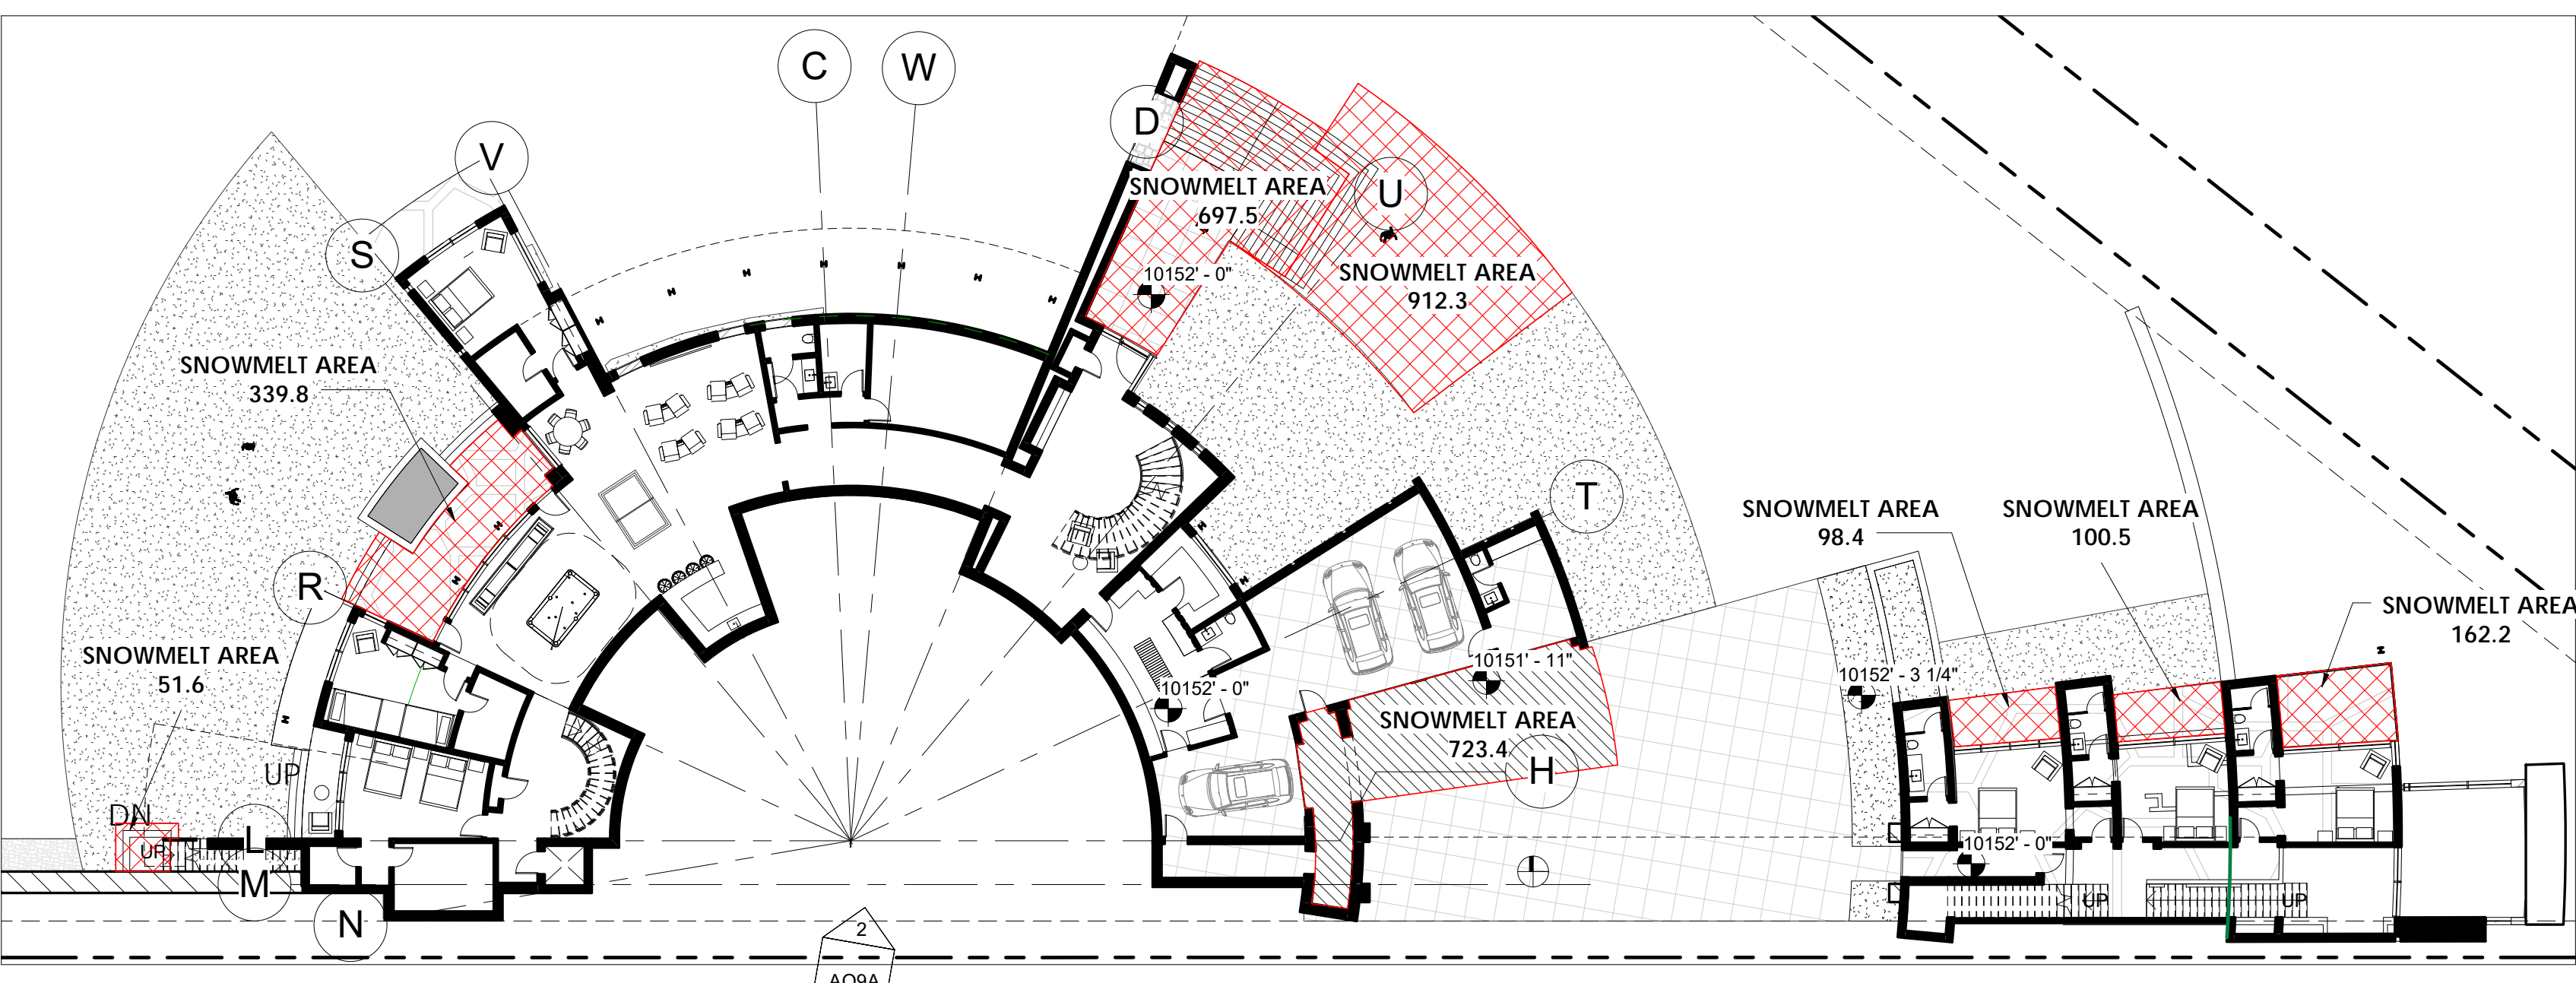 C
W
D
V
SNOWMELT AREA
697.5
U
S
10152' - 0"
SNOWMELT AREA
912.3
SNOWMELT AREA
339.8
T
SNOWMELT AREA
98.4
SNOWMELT AREA
100.5
R
SNOWMELT AREA
162.2
SNOWMELT AREA
51.6
10151' - 11"
10152' - 0"
10152' - 3 1/4"
SNOWMELT AREA
723.4
H
UP
DN
UP
L
10152' - 0"
M
UP
UP
N
2
AO9A